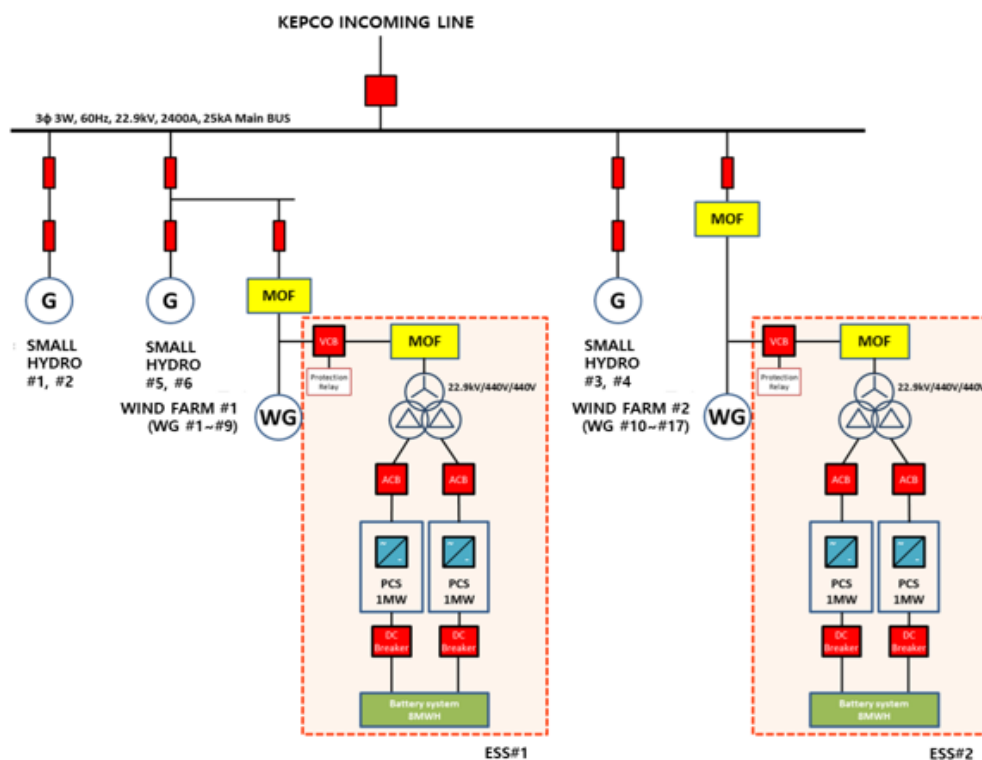 KEPCO INCOMING LINE
3ϕ 3W, 60Hz, 22.9kV, 2400A, 25kA Main BUS
MOF
MOF
G
G
G
SMALL
HYDRO
#1, #2
SMALL
HYDRO
#5, #6
SMALL
HYDRO
#3, #4
VCB
MOF
Protection
Relay
22.9kV/440V/440V
WIND FARM #1
(WG #1~#9)
WG
ACB
ACB
PCS
1MW
PCS
1MW
DC
Breaker
DC
Breaker
Battery system
8MWH
ESS#1
VCB
MOF
Protection
Relay
22.9kV/440V/440V
WIND FARM #2
(WG #10~#17)
WG
ACB
ACB
PCS
1MW
PCS
1MW
DC
Breaker
DC
Breaker
Battery system
8MWH
ESS#2